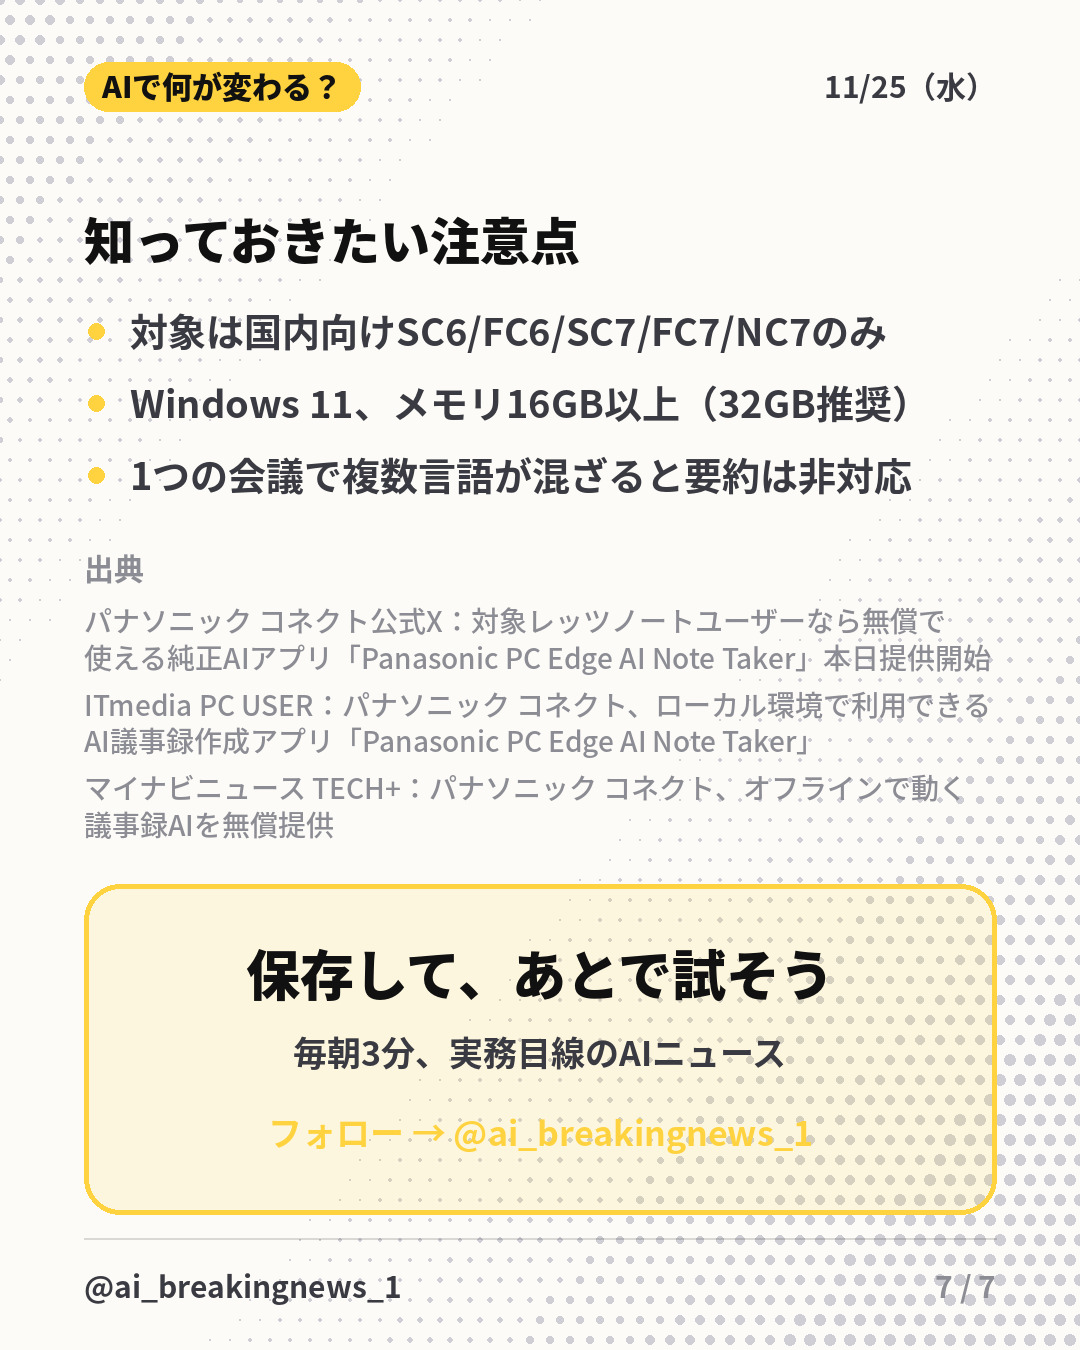 AIで何が変わる？
11/25（水）
知っておきたい注意点
対象は国内向けSC6/FC6/SC7/FC7/NC7のみ
Windows 11、メモリ16GB以上（32GB推奨）
1つの会議で複数言語が混ざると要約は非対応
出典
パナソニック コネクト公式X：対象レッツノートユーザーなら無償で
使える純正AIアプリ「Panasonic PC Edge AI Note Taker」本日提供開始
ITmedia PC USER：パナソニック コネクト、ローカル環境で利用できる
AI議事録作成アプリ「Panasonic PC Edge AI Note Taker」
マイナビニュース TECH+：パナソニック コネクト、オフラインで動く
議事録AIを無償提供
保存して、あとで試そう
毎朝3分、実務目線のAIニュース
フォロー → @ai_breakingnews_1
@ai_breakingnews_1
7 / 7